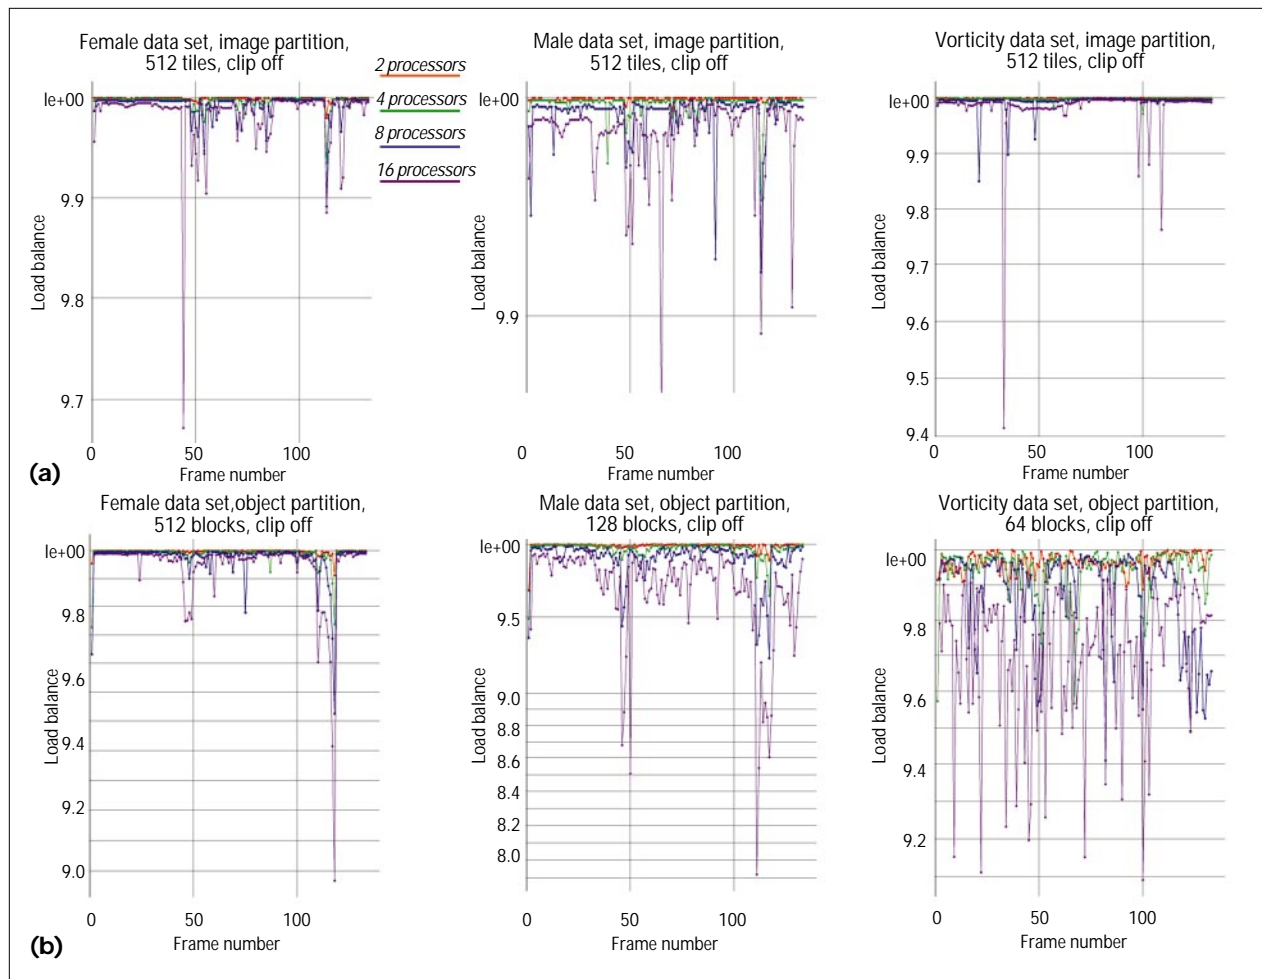 Female data set, image partition,
512 tiles, clip off
2 processors
4 processors
8 processors
16 processors
Male data set, image partition,
512 tiles, clip off
Vorticity data set, image partition,
512 tiles, clip off
Load balance
le+00
9.9
9.8
9.7
0
50
100
Frame number
Load balance
le+00
9.9
0
50
100
Frame number
Load balance
le+00
9.9
9.8
9.7
9.6
9.5
9.4
0
50
100
Frame number
(a)
Female data set,object partition,
512 blocks, clip off
Male data set, object partition,
128 blocks, clip off
Vorticity data set, object partition,
64 blocks, clip off
Load balance
le+00
9.8
9.6
9.4
9.2
9.0
0
50
100
Frame number
Load balance
le+00
9.5
9.0
8.8
8.6
8.4
8.2
8.0
0
50
100
Frame number
Load balance
le+00
9.8
9.6
9.4
9.2
0
50
100
Frame number
(b)